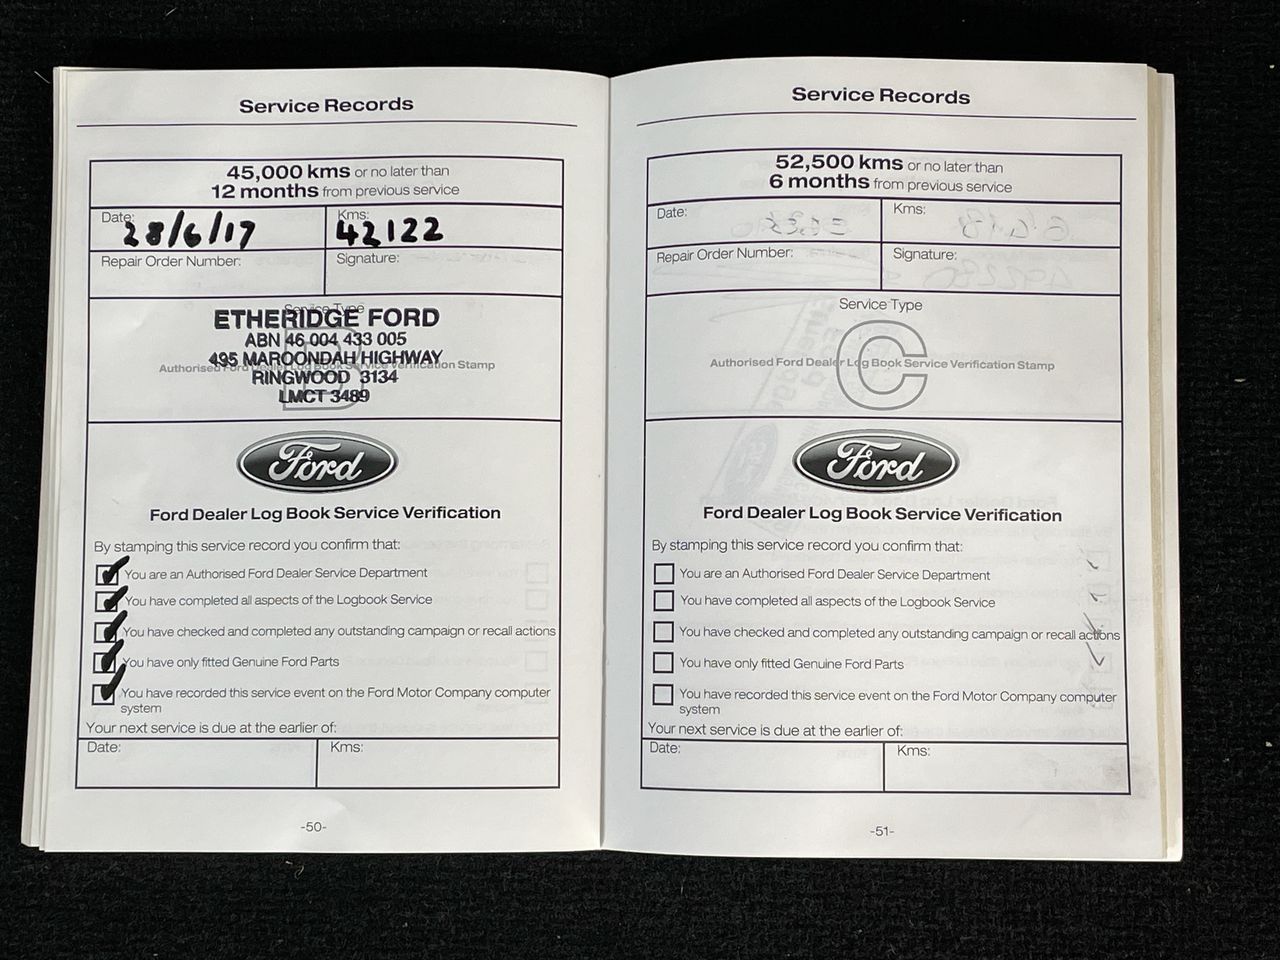 Service Records
45,000 kms or no later than
12 months from previous service
Date:
28/6/17
Kms:
42122
Repair Order Number:
Signature:
Service Type
ETHERIDGE FORD
ABN 46 004 433 005
495 MAROONDAH HIGHWAY
Authorised Ford Dealer Log Book Service Verification Stamp
RINGWOOD 3134
LMCT 3489
B
Ford
Ford Dealer Log Book Service Verification
By stamping this service record you confirm that:
You are an Authorised Ford Dealer Service Department
You have completed all aspects of the Logbook Service
You have checked and completed any outstanding campaign or recall actions
You have only fitted Genuine Ford Parts
You have recorded this service event on the Ford Motor Company computer
system
Your next service is due at the earlier of:
Date:
Kms:
-50-
Service Records
52,500 kms or no later than
6 months from previous service
Date:
Kms:
Repair Order Number:
Signature:
Service Type
Authorised Ford Dealer Log Book Service Verification Stamp
C
Ford
Ford Dealer Log Book Service Verification
By stamping this service record you confirm that:
You are an Authorised Ford Dealer Service Department
You have completed all aspects of the Logbook Service
You have checked and completed any outstanding campaign or recall actions
You have only fitted Genuine Ford Parts
You have recorded this service event on the Ford Motor Company computer
system
Your next service is due at the earlier of:
Date:
Kms:
-51-